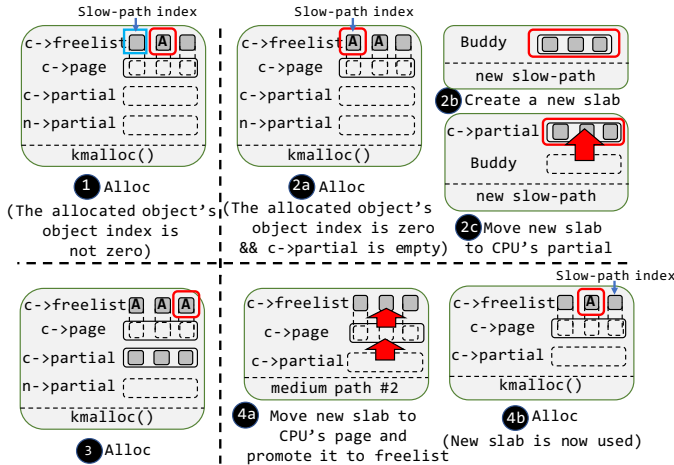 Slow-path index
c->freelist A
c->page
c->partial
n->partial
kmalloc()
1 Alloc
(The allocated object's
object index is
not zero)
Slow-path index
c->freelist A A
c->page
c->partial
n->partial
kmalloc()
2a Alloc
(The allocated object's
object index is zero
&& c->partial is empty)
Buddy
new slow-path
2b Create a new slab
c->partial
Buddy
new slow-path
2c Move new slab
to CPU's partial
c->freelist A A A
c->page
c->partial
n->partial
kmalloc()
3 Alloc
c->freelist
c->page
c->partial
medium path #2
4a Move new slab to
CPU's page and
promote it to freelist
Slow-path index
c->freelist A
c->page
c->partial
kmalloc()
4b Alloc
(New slab is now used)